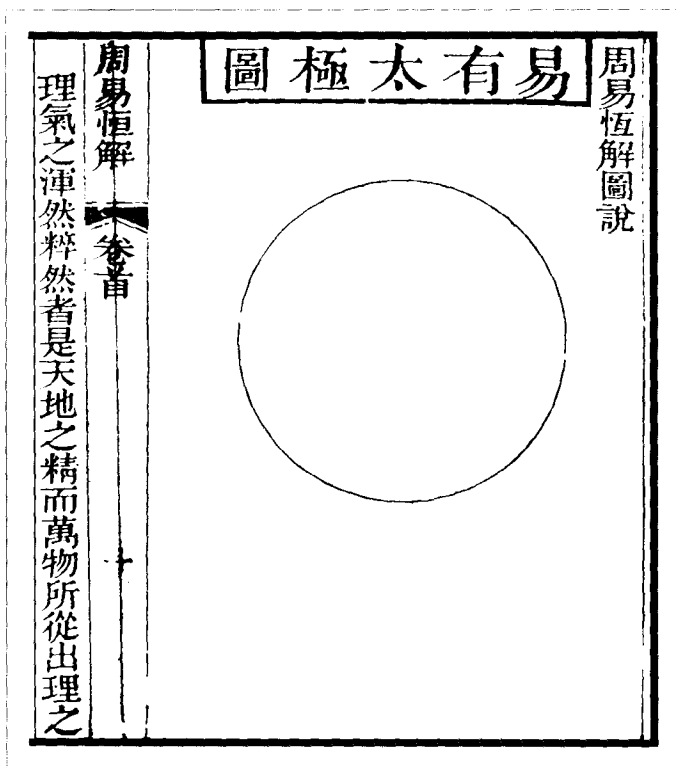 周易恆解圖說
易有太極圖
周易恒解
卷首
十
理氣之渾然粹然者是天地之精而萬物所從出理之